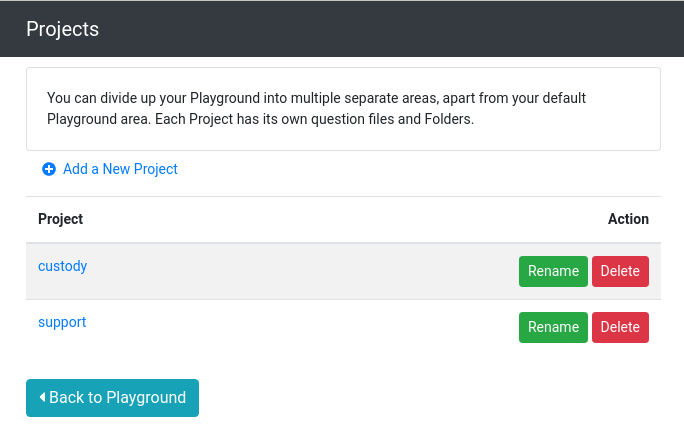 Projects
You can divide up your Playground into multiple separate areas, apart from your default
Playground area. Each Project has its own question files and Folders.
Add a New Project
Project Action
custody Rename Delete
support Rename Delete
Back to Playground